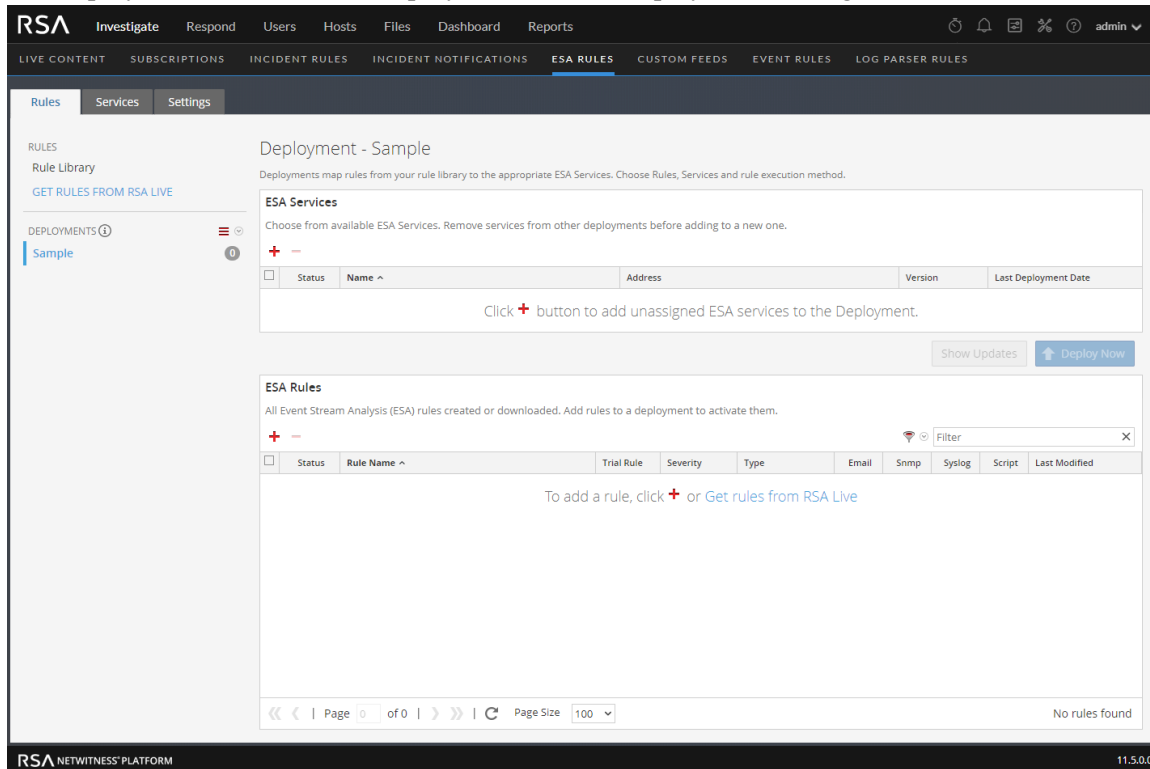 RSA Investigate Respond Users Hosts Files Dashboard Reports admin
LIVE CONTENT SUBSCRIPTIONS INCIDENT RULES INCIDENT NOTIFICATIONS ESA RULES CUSTOM FEEDS EVENT RULES LOG PARSER RULES
Rules Services Settings
RULES
Rule Library
GET RULES FROM RSA LIVE
DEPLOYMENTS
Sample 0
Deployment - Sample
Deployments map rules from your rule library to the appropriate ESA Services. Choose Rules, Services and rule execution method.
ESA Services
Choose from available ESA Services. Remove services from other deployments before adding to a new one.
Status Name Address Version Last Deployment Date
Click + button to add unassigned ESA services to the Deployment.
Show Updates Deploy Now
ESA Rules
All Event Stream Analysis (ESA) rules created or downloaded. Add rules to a deployment to activate them.
Filter
Status Rule Name Trial Rule Severity Type Email Snmp Syslog Script Last Modified
To add a rule, click + or Get rules from RSA Live
Page 0 of 0 Page Size 100 No rules found
RSA NETWITNESS® PLATFORM 11.5.0.0